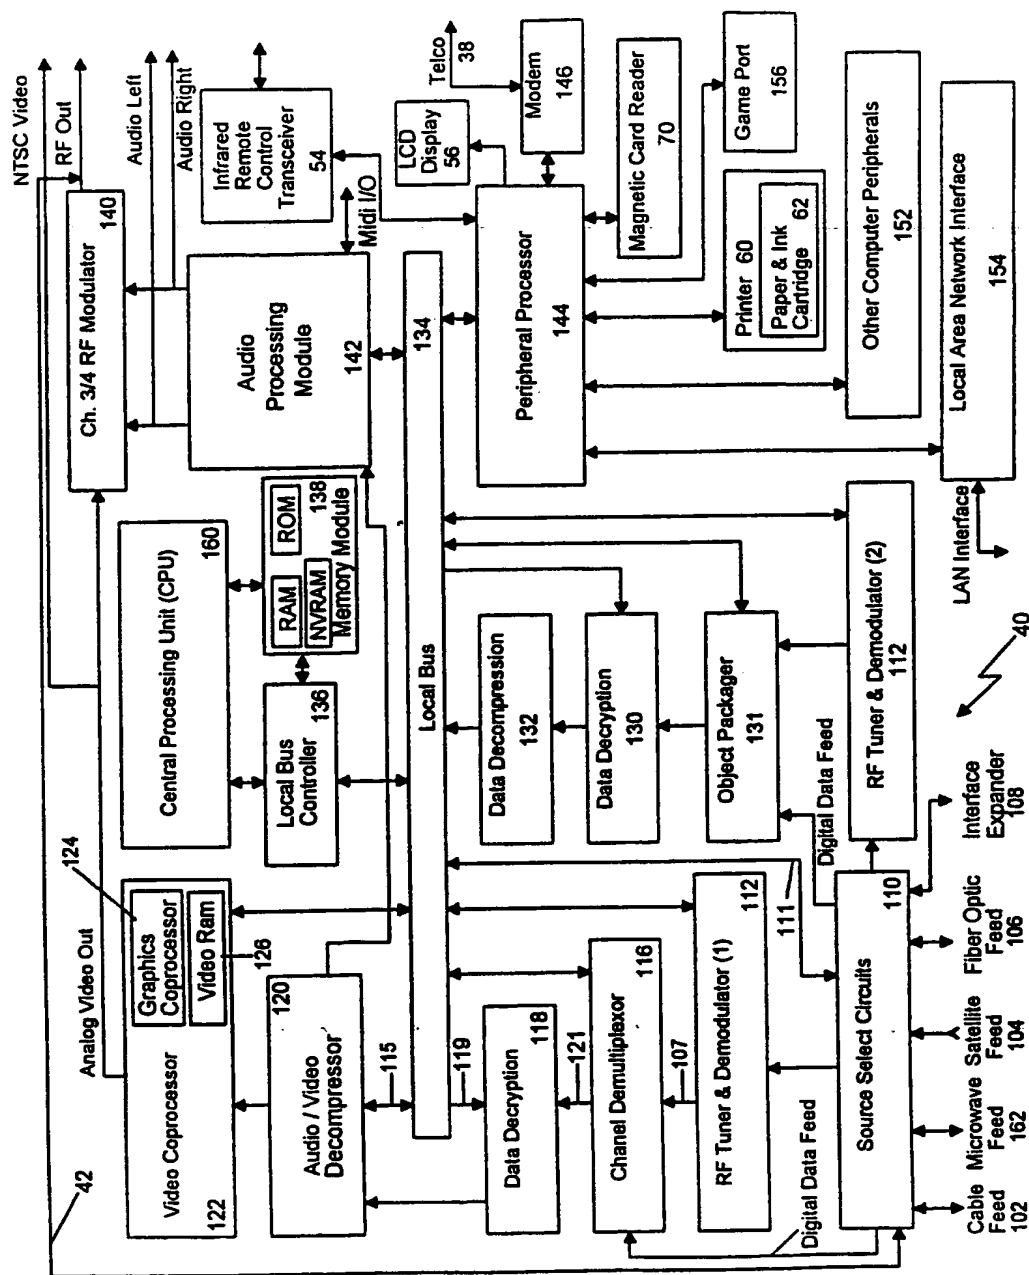 NTSC Video
RF Out
Audio Left
Audio Right
Analog Video Out
42
Ch. 3/4 RF Modulator
140
Video Coprocessor
122
Graphics
Coprocessor
Video Ram
124
126
Central Processing Unit (CPU)
160
Audio
Processing
Module
142
Infrared
Remote
Control
Transceiver
54
Midi I/O
Audio / Video
Decompressor
120
Local Bus
Controller
136
RAM
ROM
NVRAM
138
Memory Module
115
Local Bus
134
119
Data Decryption
118
121
Chanel Demultiplexor
116
107
RF Tuner & Demodulator (1)
112
111
Digital Data Feed
Data Decompression
132
Data Decryption
130
Object Packager
131
Digital Data Feed
RF Tuner & Demodulator (2)
112
Source Select Circuits
110
Cable
Feed
102
Microwave
Feed
162
Satellite
Feed
104
Fiber Optic
Feed
106
Interface
Expander
108
40
Peripheral Processor
144
LCD
Display
56
Telco
38
Modem
146
Magnetic Card Reader
70
Game Port
156
Printer 60
Paper & Ink
Cartridge
62
Other Computer Peripherals
152
Local Area Network Interface
154
LAN Interface